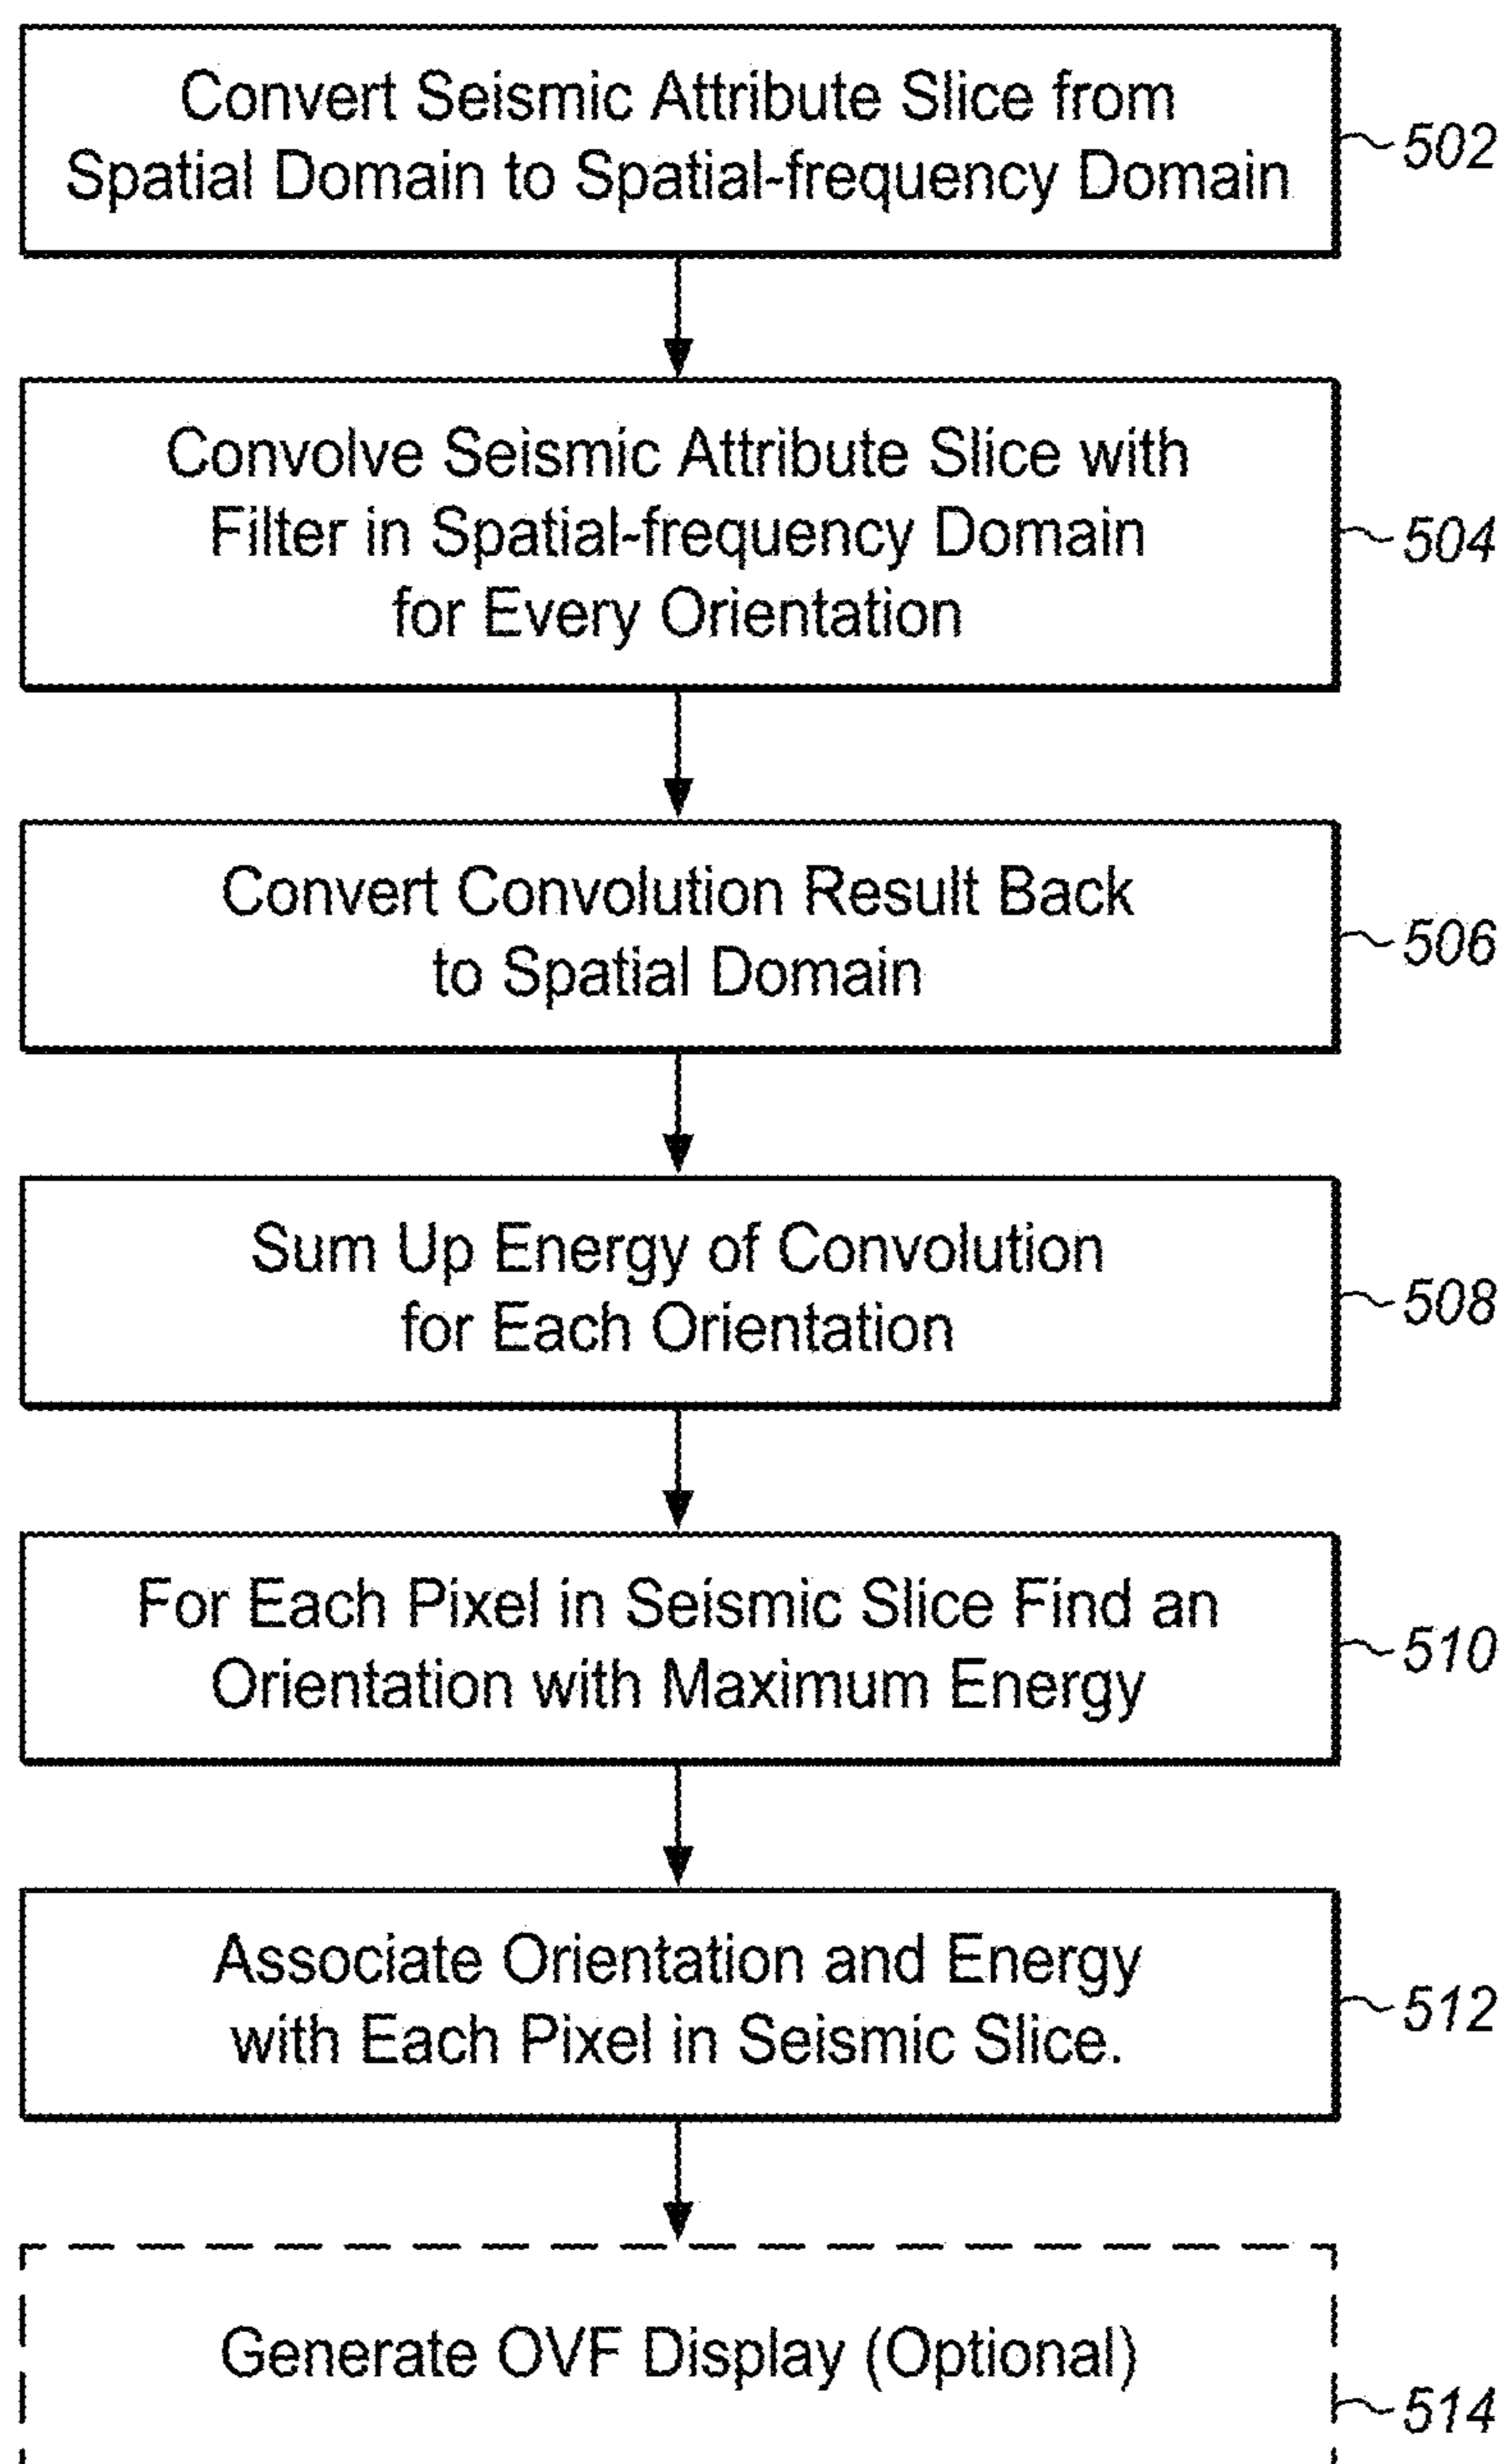 Convert Seismic Attribute Slice from
Spatial Domain to Spatial-frequency Domain
502
Convolve Seismic Attribute Slice with
Filter in Spatial-frequency Domain
for Every Orientation
504
Convert Convolution Result Back
to Spatial Domain
506
Sum Up Energy of Convolution
for Each Orientation
508
For Each Pixel in Seismic Slice Find an
Orientation with Maximum Energy
510
Associate Orientation and Energy
with Each Pixel in Seismic Slice.
512
Generate OVF Display (Optional)
514